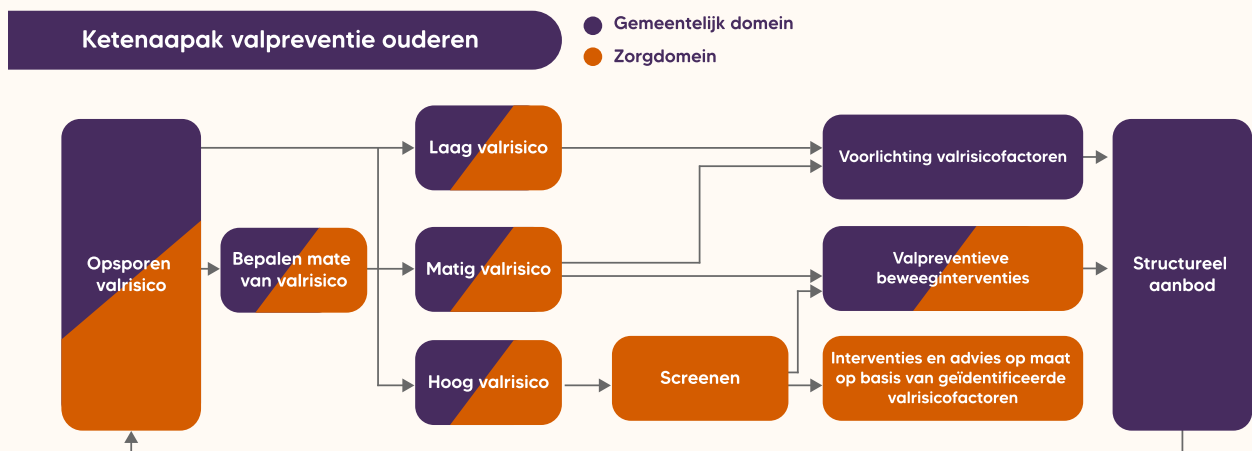 Ketenaapak valpreventie ouderen
Gemeentelijk domein
Zorgdomein
Opsporen
valrisico
Bepalen mate
van valrisico
Laag valrisico
Matig valrisico
Hoog valrisico
Screenen
Voorlichting valrisicofactoren
Valpreventieve
beweeginterventies
Interventies en advies op maat
op basis van geïdentificeerde
valrisicofactoren
Structureel
aanbod